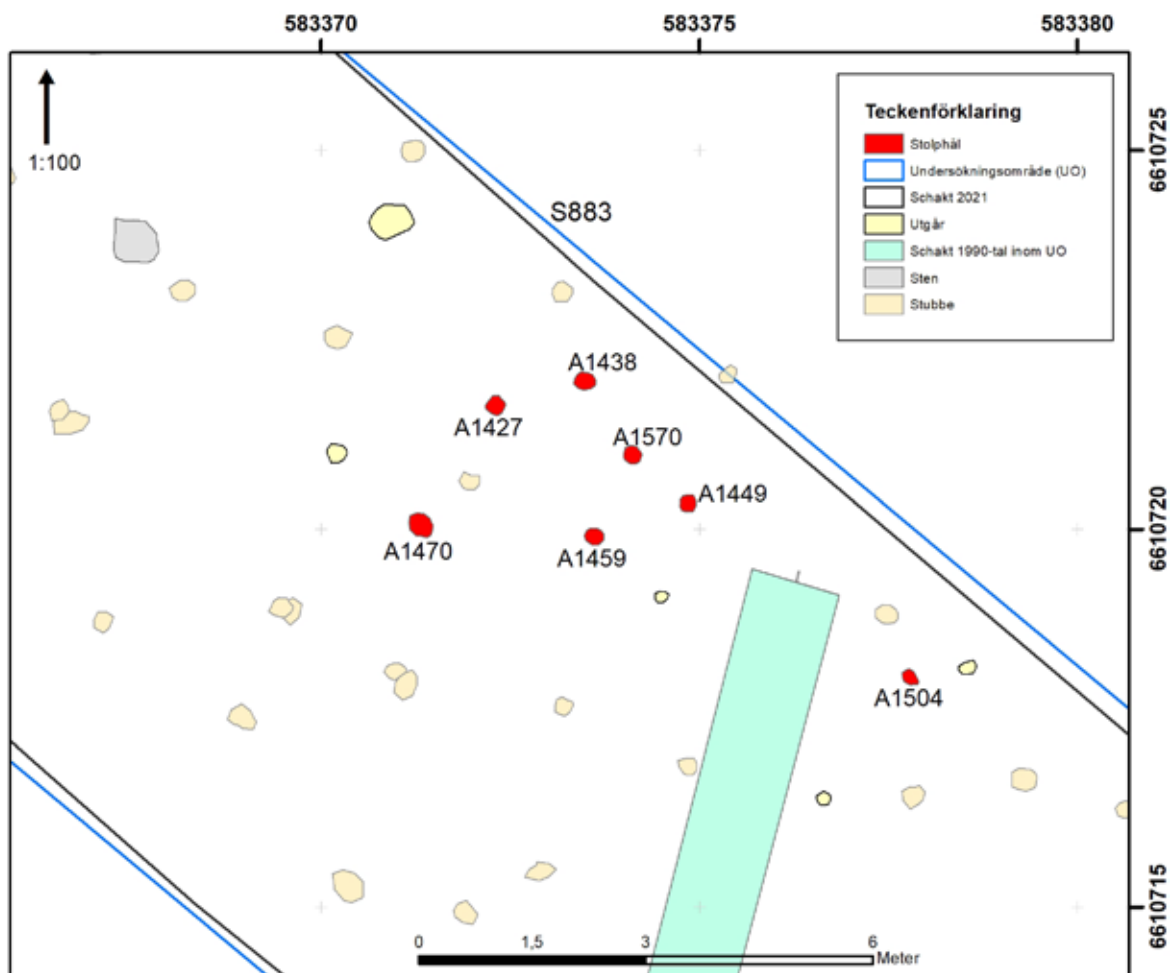 583370 583375 583380
1:100
Teckenförklaring
Stolphål
Undersökningsområde (UO)
Schakt 2021
Utgår
Schakt 1990-tal inom UO
Sten
Stubbe
6610725
S883
A1438
A1427
A1570
A1449
6610720
A1470
A1459
A1504
6610715
0 1,5 3 6
Meter